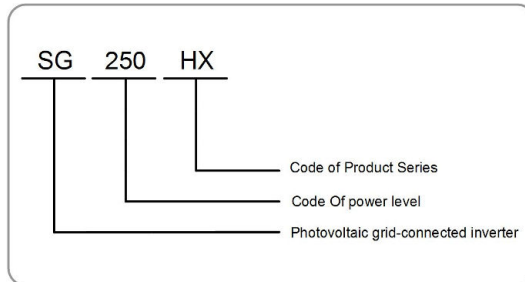 SG 250 HX
Code of Product Series
Code Of power level
Photovoltaic grid-connected inverter